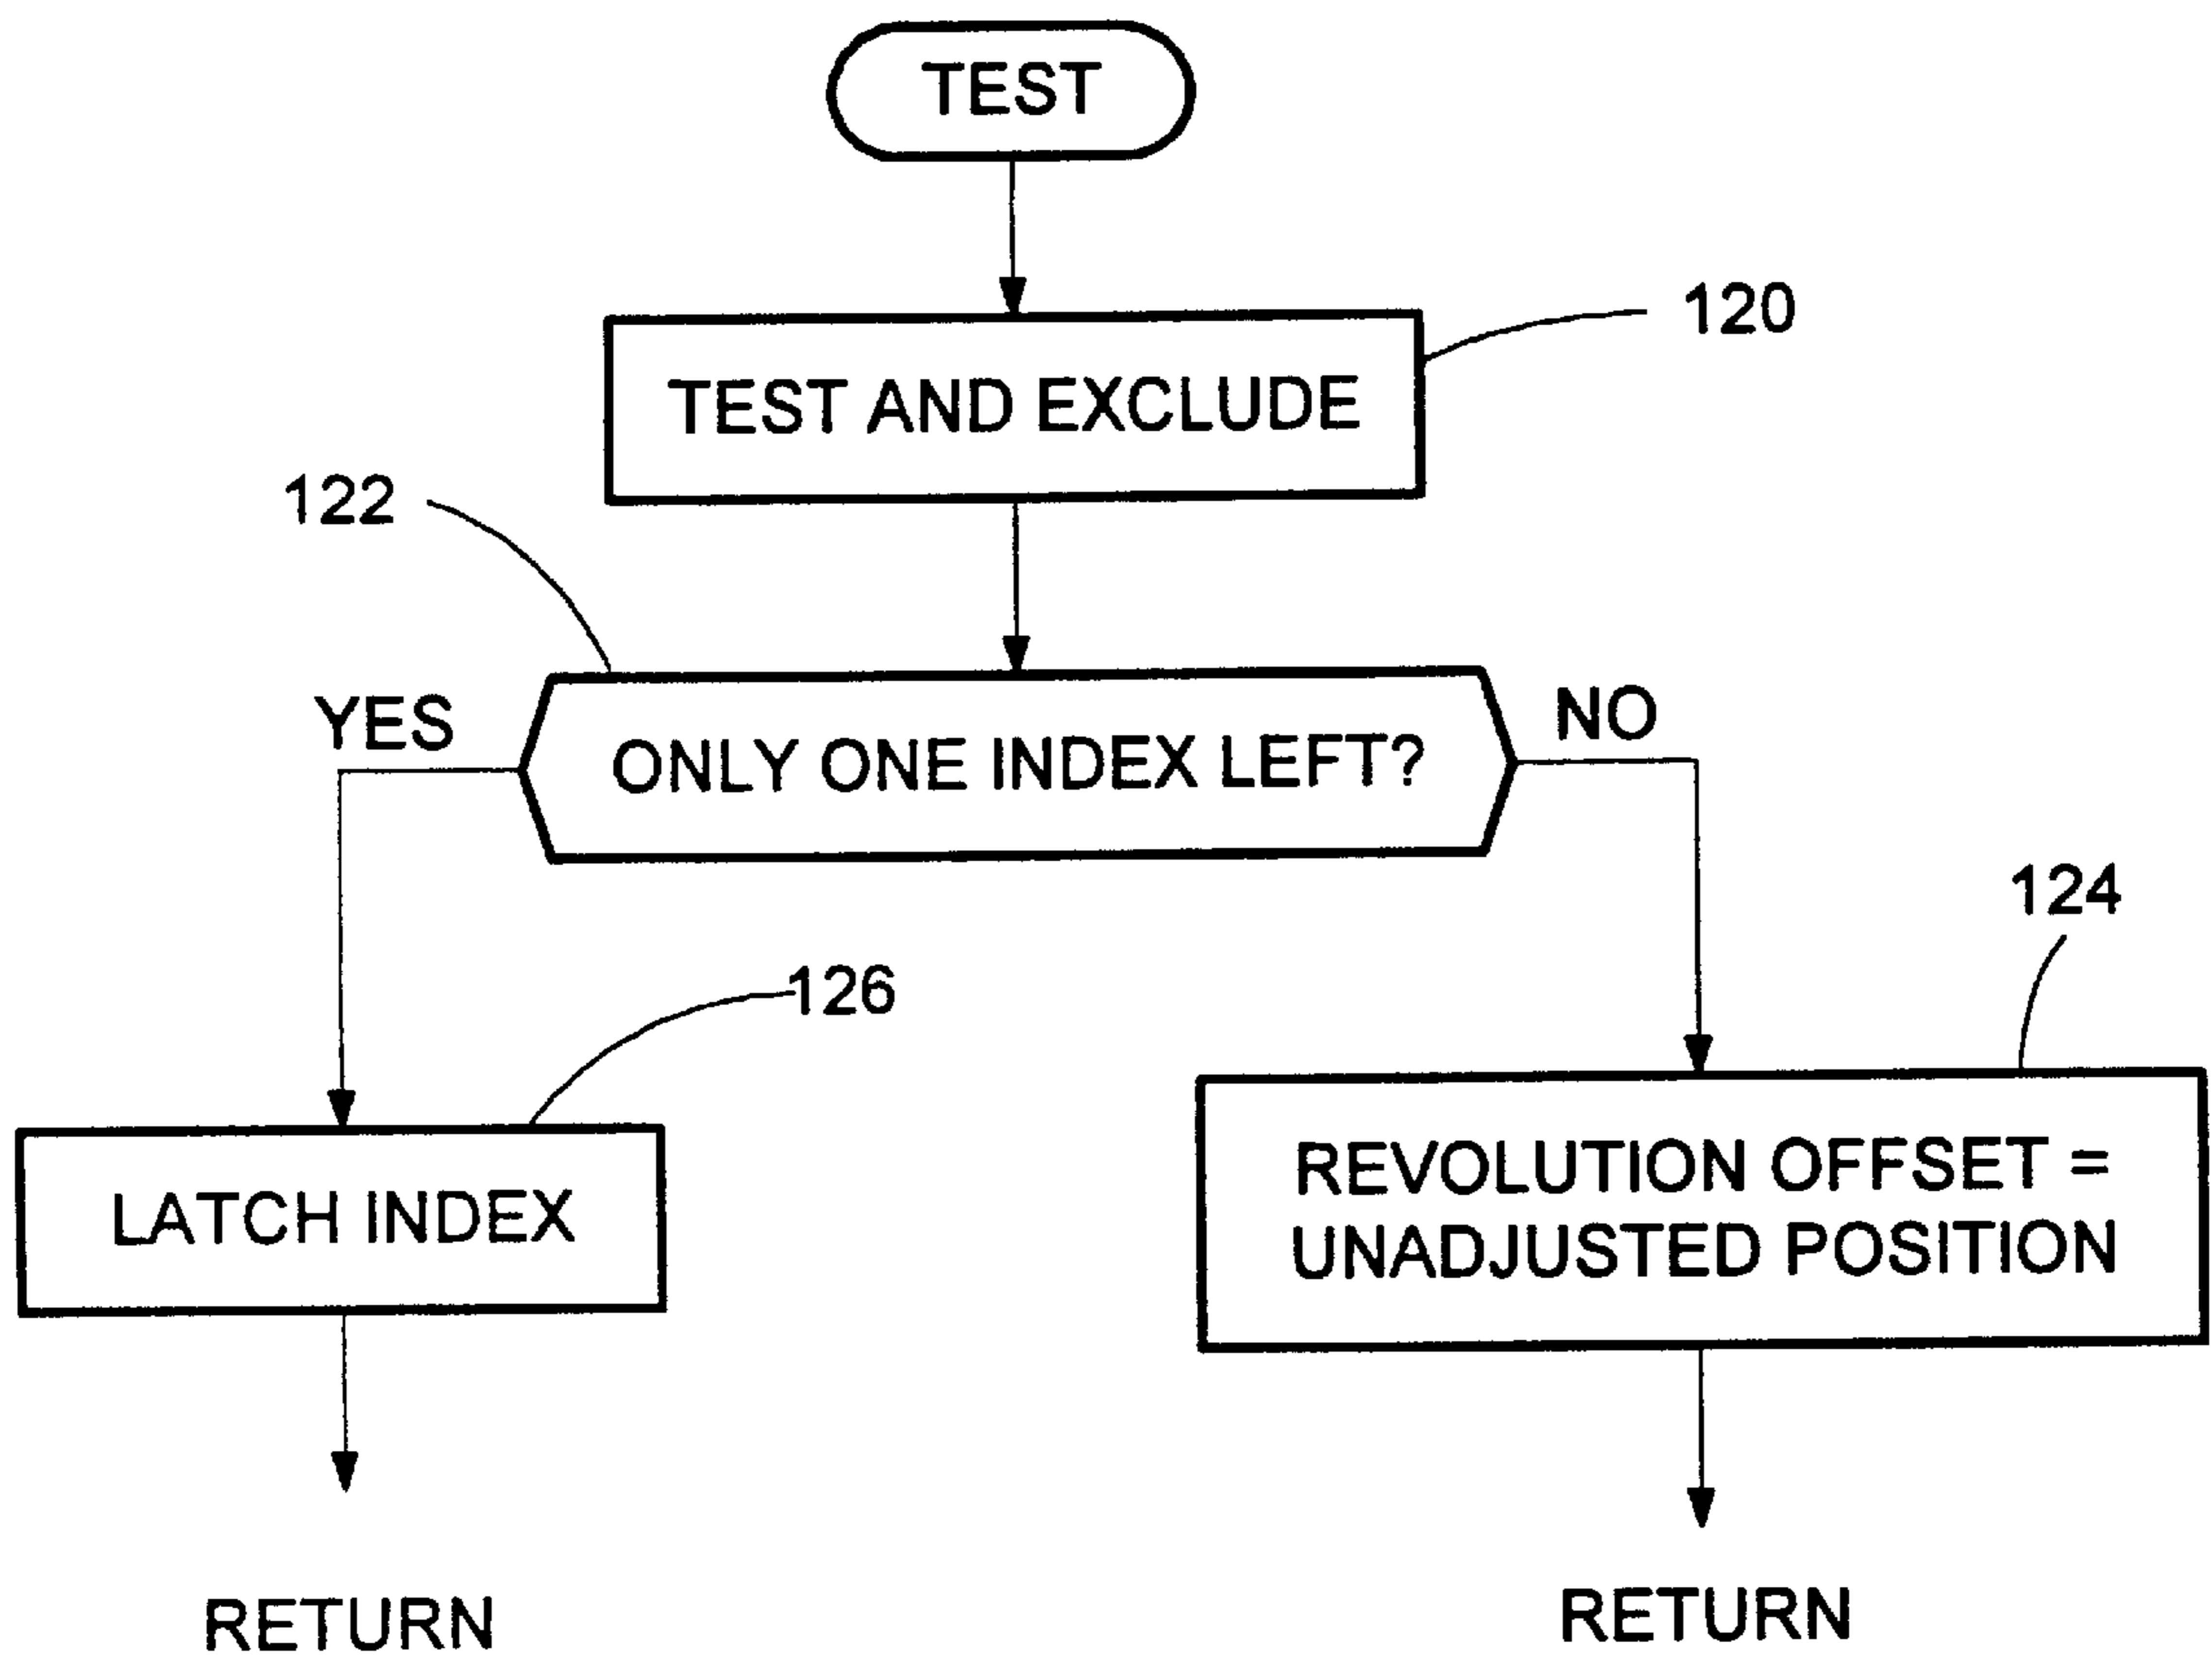 TEST
120
TEST AND EXCLUDE
122
YES
NO
ONLY ONE INDEX LEFT?
124
126
REVOLUTION OFFSET =
UNADJUSTED POSITION
LATCH INDEX
RETURN
RETURN